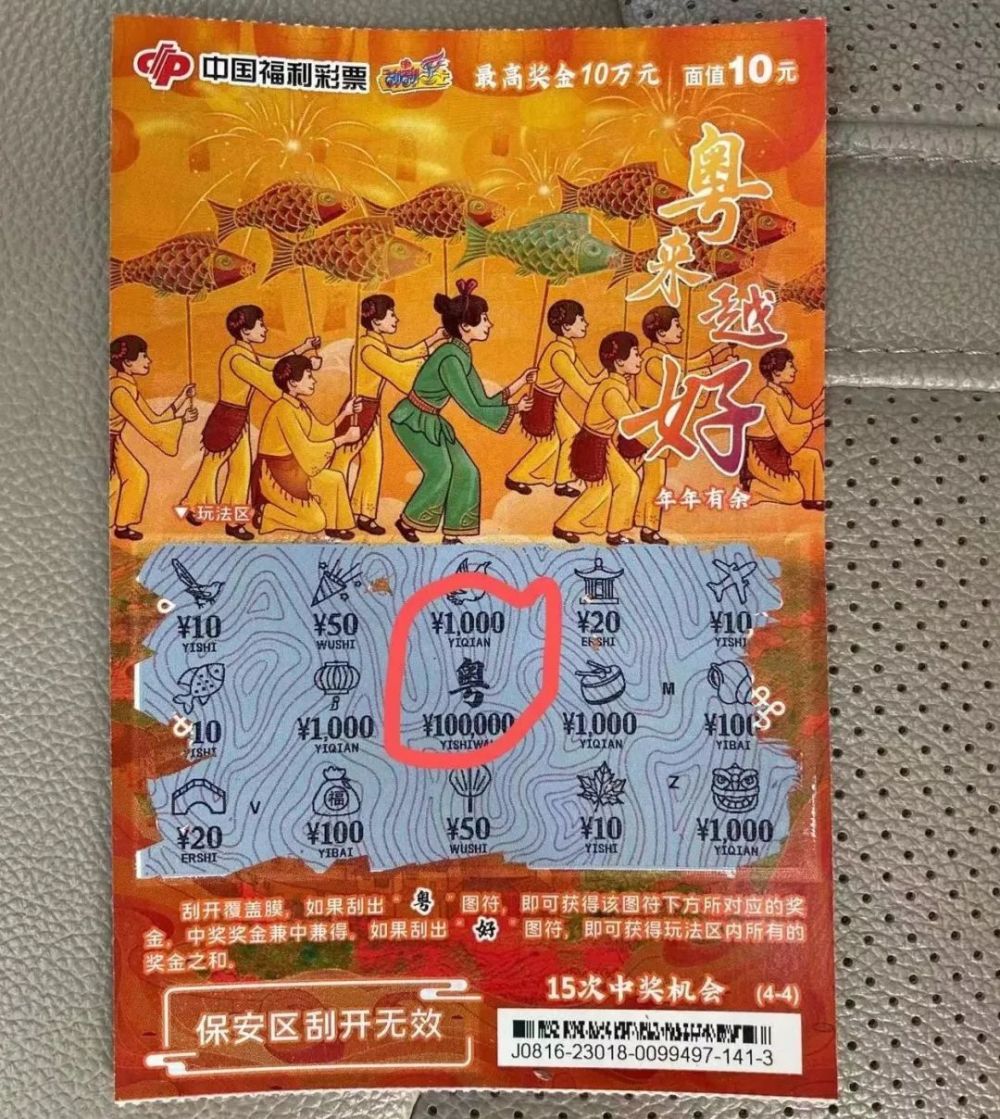 中国福利彩票 刮刮乐 最高奖金10万元 面值10元
粤
来
越
好
年年有余
▼玩法区
¥10 ¥50 ¥1,000 ¥20 ¥10
YISHI WUSHI YIQIAN ERSHI YISHI
粤
10 ¥1,000 ¥100000 ¥1,000 ¥100
ISHI YIQIAN YISHIWAN YIQIAN YIBAI
M
V 福 Z
¥20 ¥100 ¥50 ¥10 ¥1,000
ERSHI YIBAI WUSHI YISHI YIQIAN
刮开覆盖膜,如果刮出“粤”图符,即可获得该图符下方所对应的奖
金,中奖奖金兼中兼得。如果刮出“好”图符,即可获得玩法区内所有的
奖金之和。
15次中奖机会 (4-4)
保安区刮开无效
J0816-23018-0099497-141-3